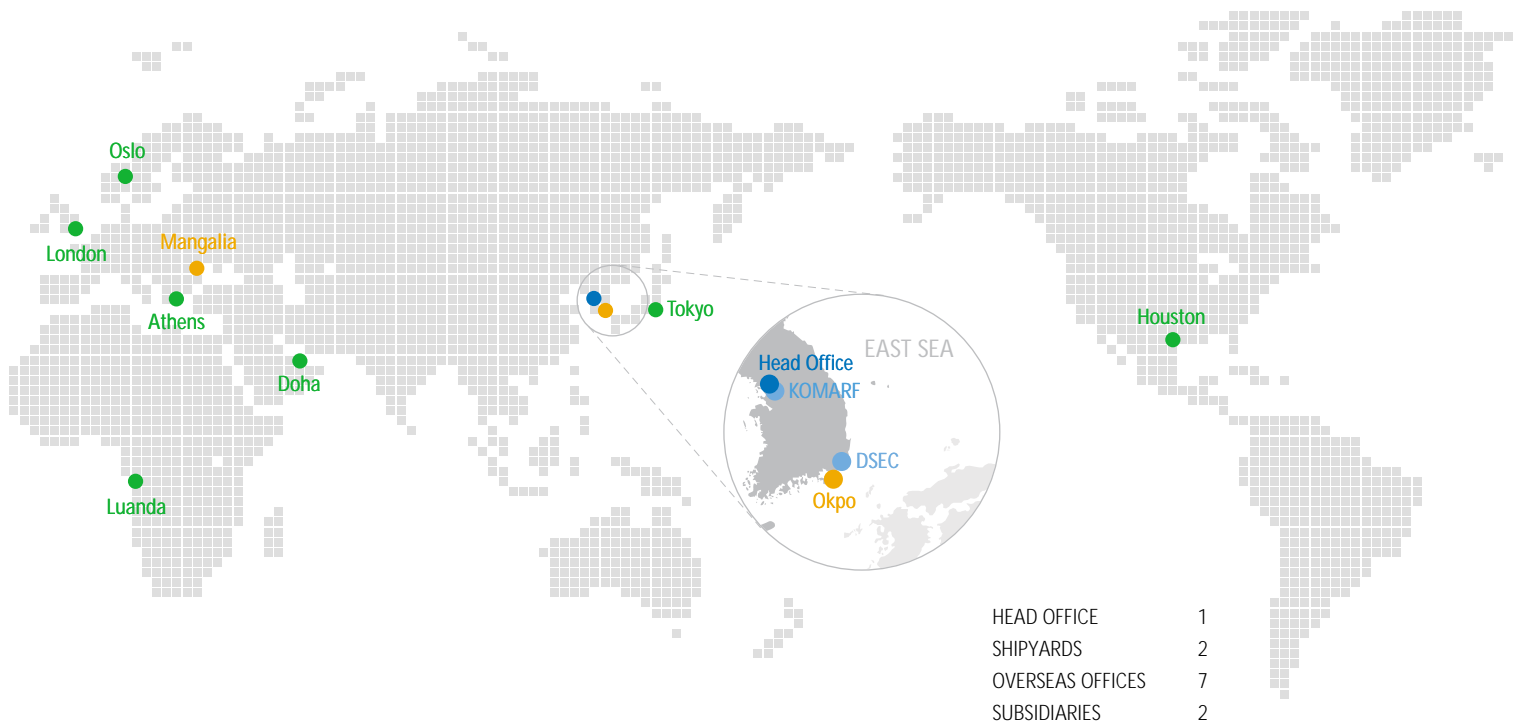 Oslo
London
Mangalia
Athens
Tokyo
Houston
Doha
Luanda
EAST SEA
Head Office
KOMARF
DSEC
Okpo
HEAD OFFICE 1
SHIPYARDS 2
OVERSEAS OFFICES 7
SUBSIDIARIES 2